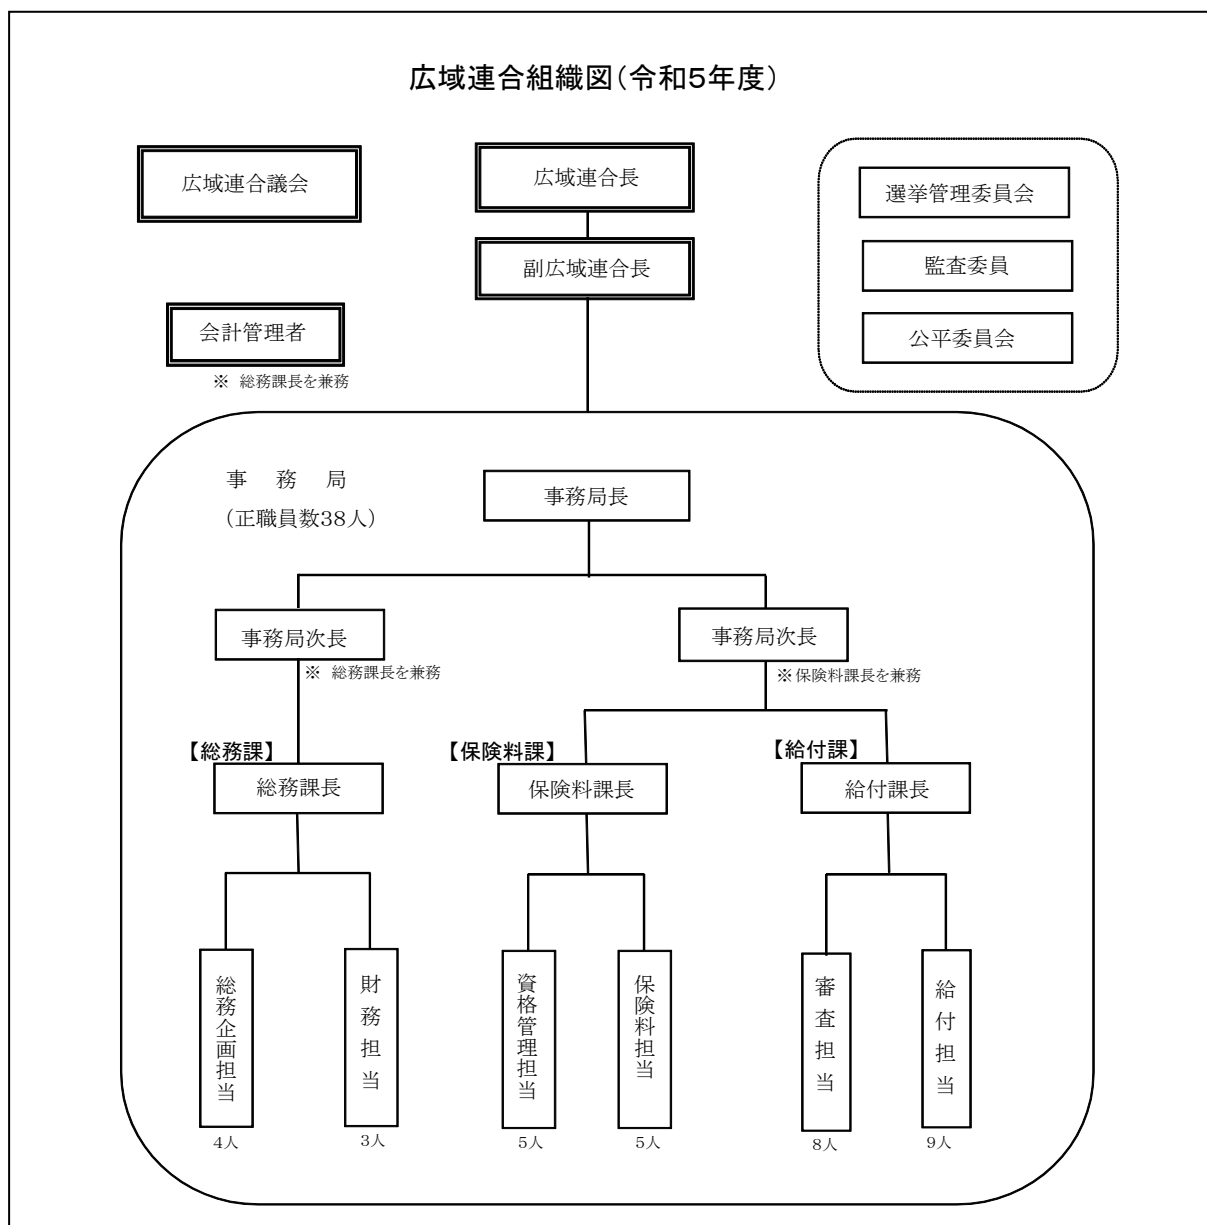 広域連合組織図（令和5年度）
広域連合議会
広域連合長
副広域連合長
会計管理者
※ 総務課長を兼務
選挙管理委員会
監査委員
公平委員会
事 務 局
（正職員数38人）
事務局長
事務局次長
※ 総務課長を兼務
事務局次長
※保険料課長を兼務
【総務課】
総務課長
【保険料課】
保険料課長
【給付課】
給付課長
総務企画担当
4人
財務担当
3人
資格管理担当
5人
保険料担当
5人
審査担当
8人
給付担当
9人